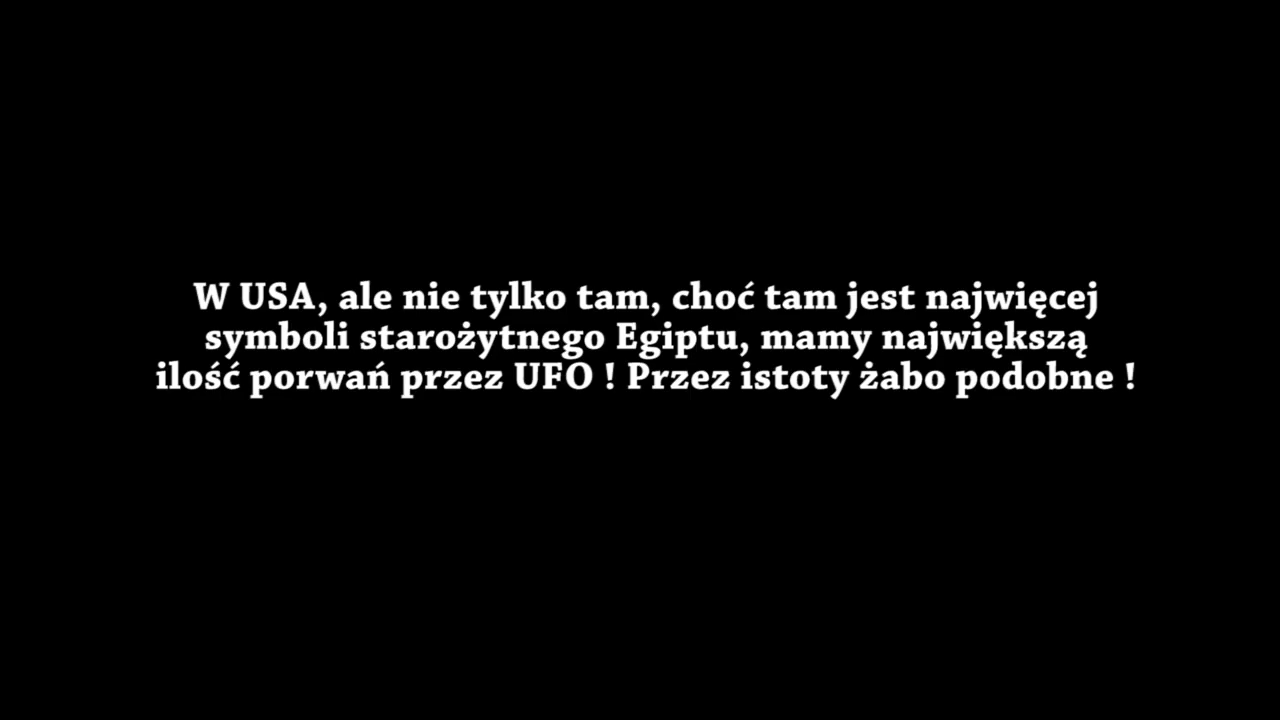 W USA, ale nie tylko tam, choć tam jest najwięcej
symboli starożytnego Egiptu, mamy największą
ilość porwań przez UFO ! Przez istoty żabo podobne !